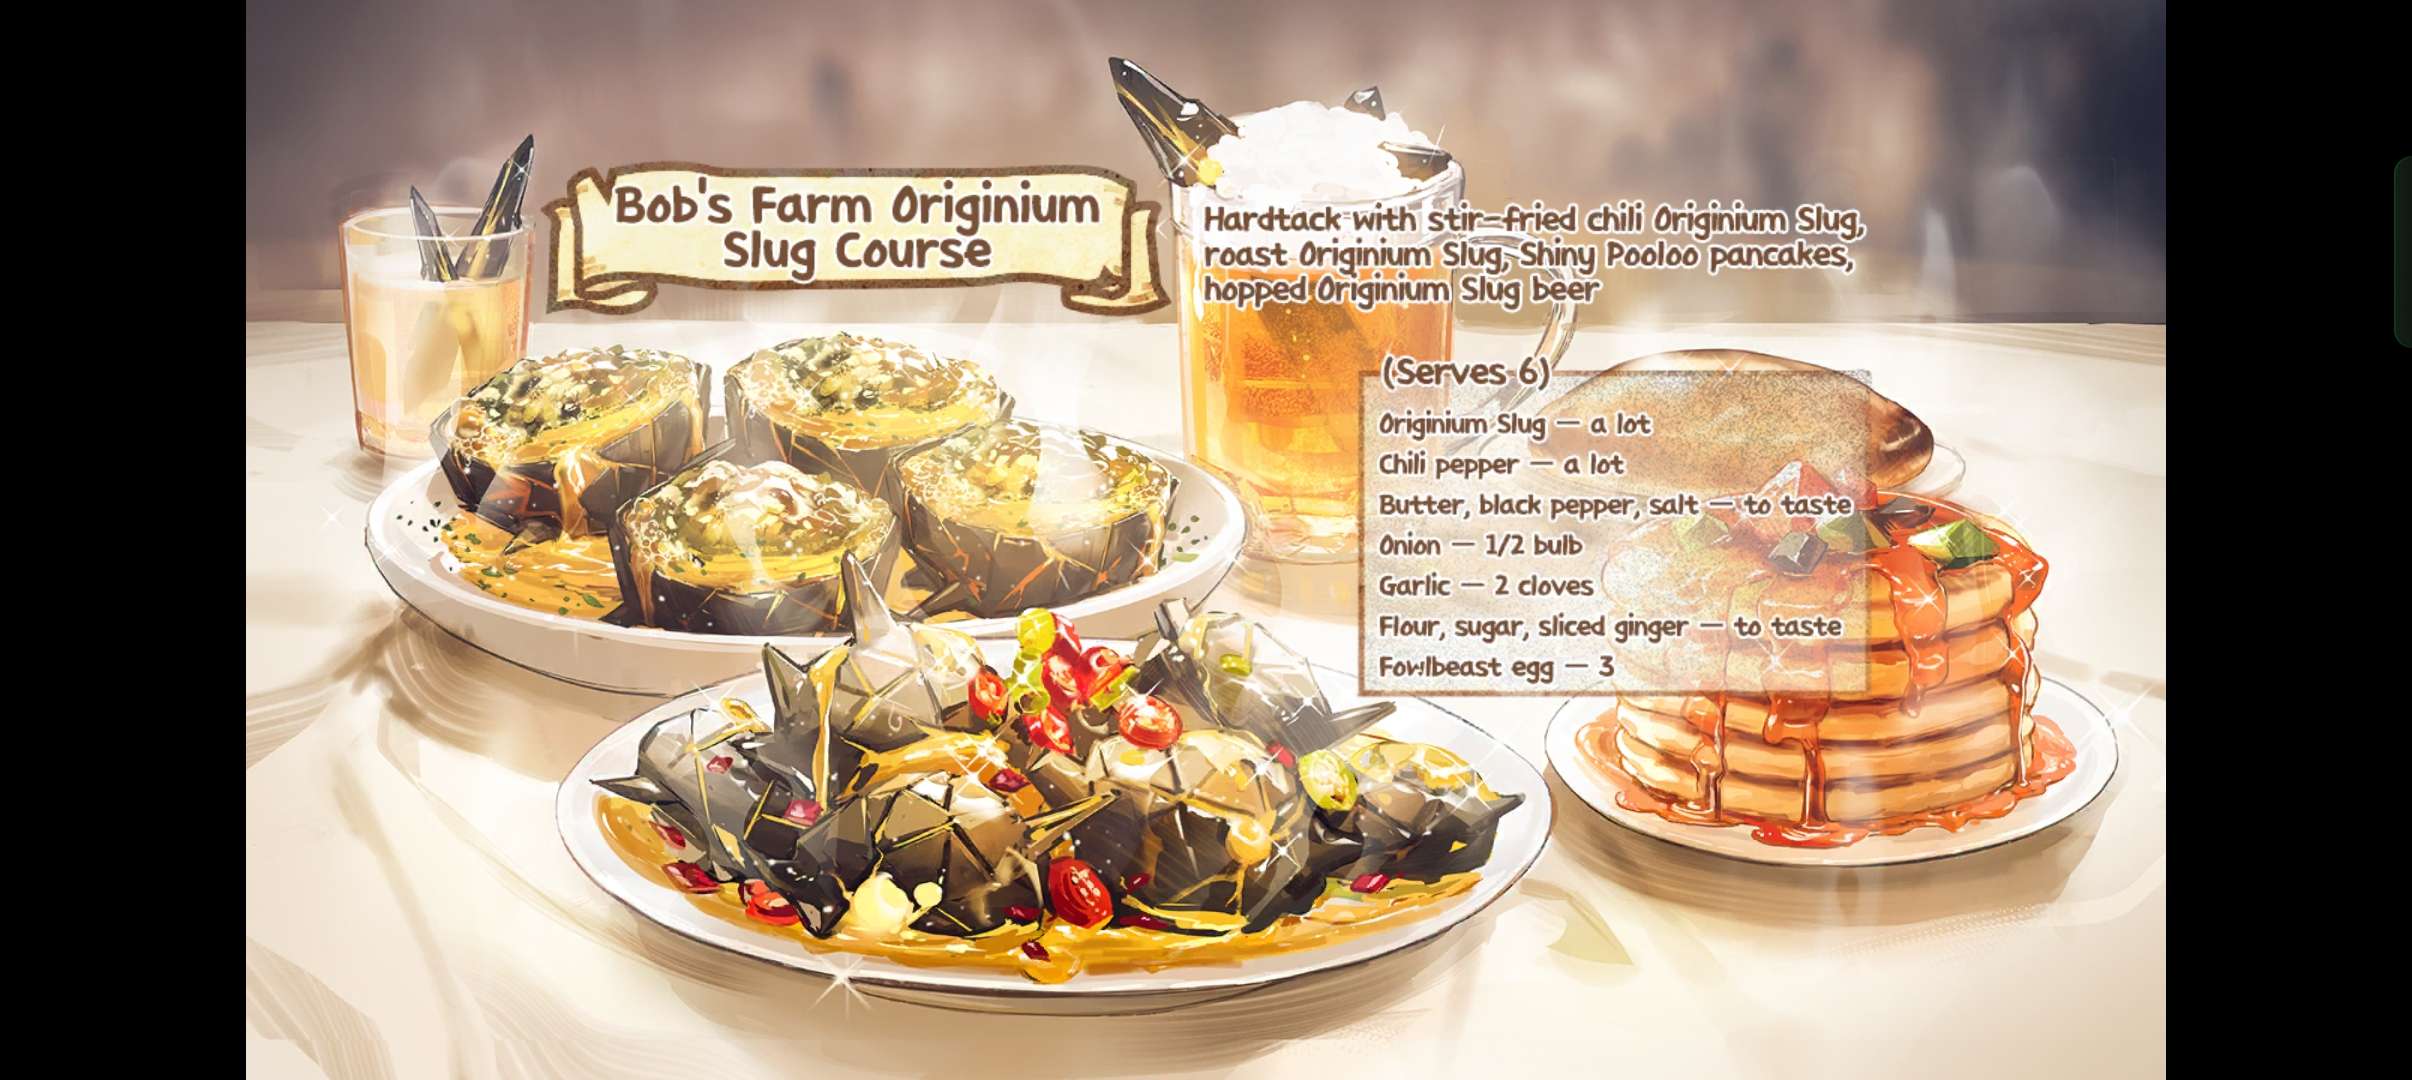 Bob's Farm Originium
Slug Course
Hardtack with stir-fried chili Originium Slug,
roast Originium Slug, Shiny Pooloo pancakes,
hopped Originium Slug beer
(Serves 6)
Originium Slug — a lot
Chili pepper — a lot
Butter, black pepper, salt — to taste
Onion — 1/2 bulb
Garlic — 2 cloves
Flour, sugar, sliced ginger — to taste
Fowlbeast egg — 3